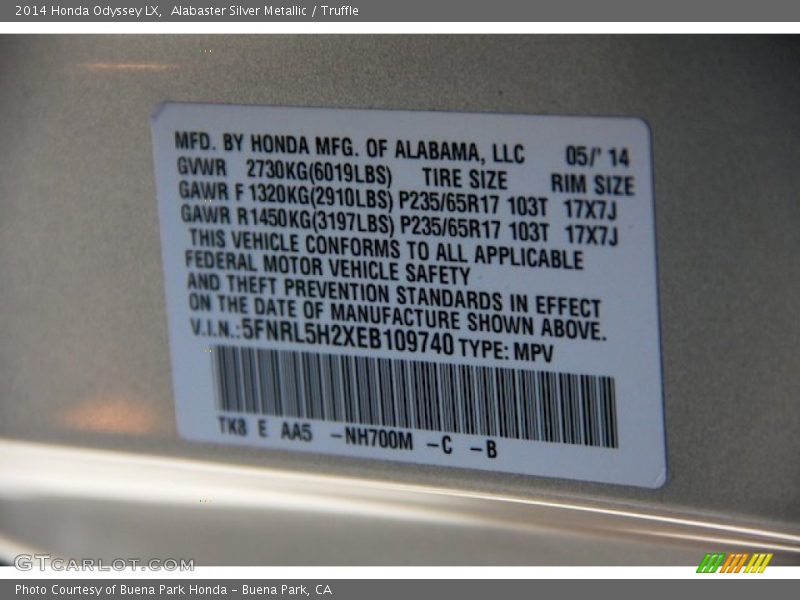 2014 Honda Odyssey LX, Alabaster Silver Metallic / Truffle
MFD. BY HONDA MFG. OF ALABAMA, LLC 05/' 14
GVWR 2730KG(6019LBS) TIRE SIZE RIM SIZE
GAWR F 1320KG(2910LBS) P235/65R17 103T 17X7J
GAWR R1450KG(3197LBS) P235/65R17 103T 17X7J
THIS VEHICLE CONFORMS TO ALL APPLICABLE
FEDERAL MOTOR VEHICLE SAFETY
AND THEFT PREVENTION STANDARDS IN EFFECT
ON THE DATE OF MANUFACTURE SHOWN ABOVE.
V.I.N.:5FNRL5H2XEB109740 TYPE: MPV
TK8 E AA5 -NH700M -C -B
GTCARLOT.COM
Photo Courtesy of Buena Park Honda - Buena Park, CA